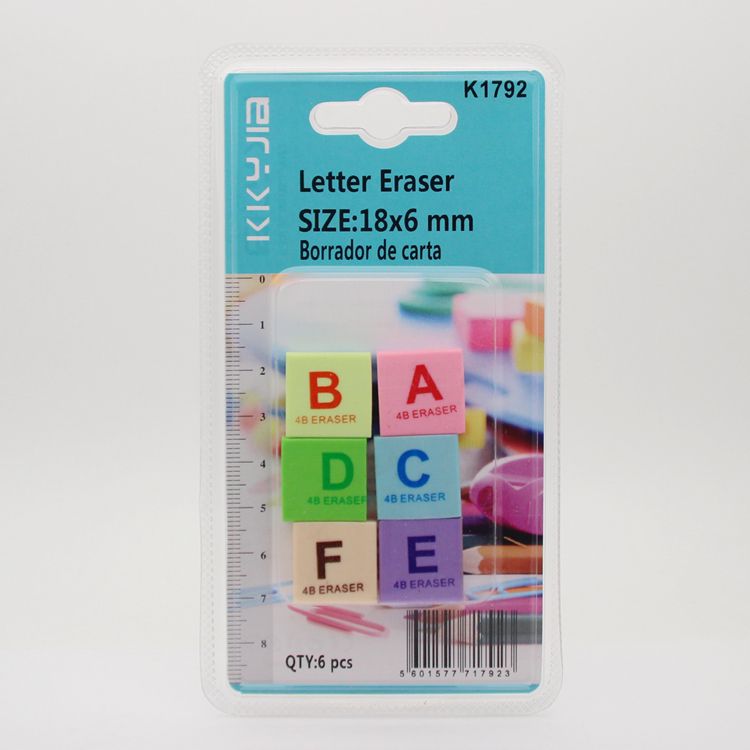 K1792
KKYJIA
Letter Eraser
SIZE:18x6 mm
Borrador de carta
0
1
2
3
4
5
6
7
8
B
4B ERASER
A
4B ERASER
D
4B ERASER
C
4B ERASER
F
4B ERASER
E
4B ERASER
QTY:6 pcs
5 601577 717923